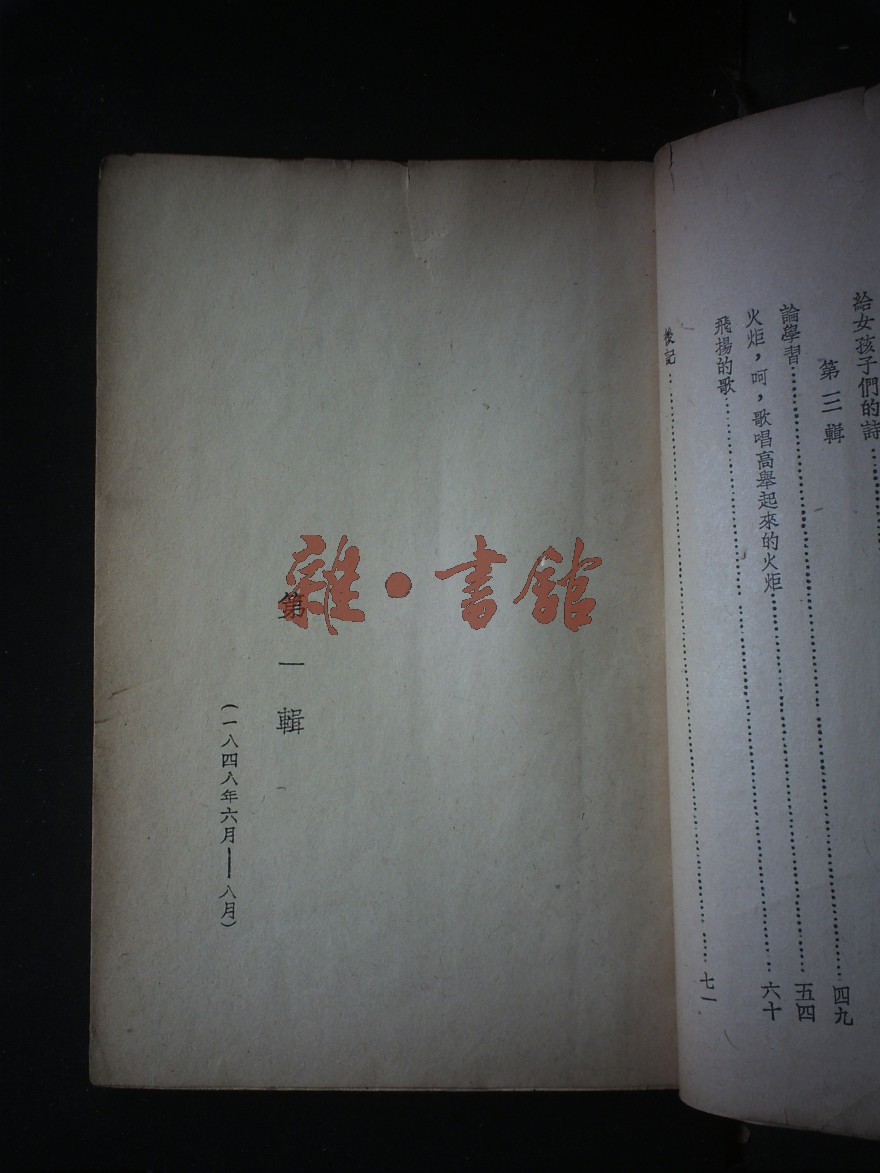 給女孩子們的詩……
第三輯
論學習……四九
火炬，呵，歌唱高舉起來的火炬……五四
飛揚的歌……六十
後記……七一
雜·書館
第一輯
（一八四八年六月——八月）